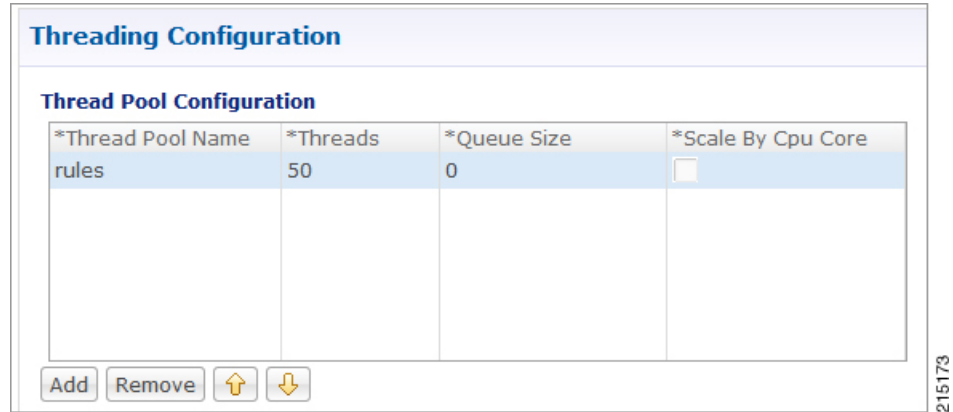 Threading Configuration
Thread Pool Configuration
*Thread Pool Name *Threads *Queue Size *Scale By Cpu Core
rules 50 0
Add Remove
215173